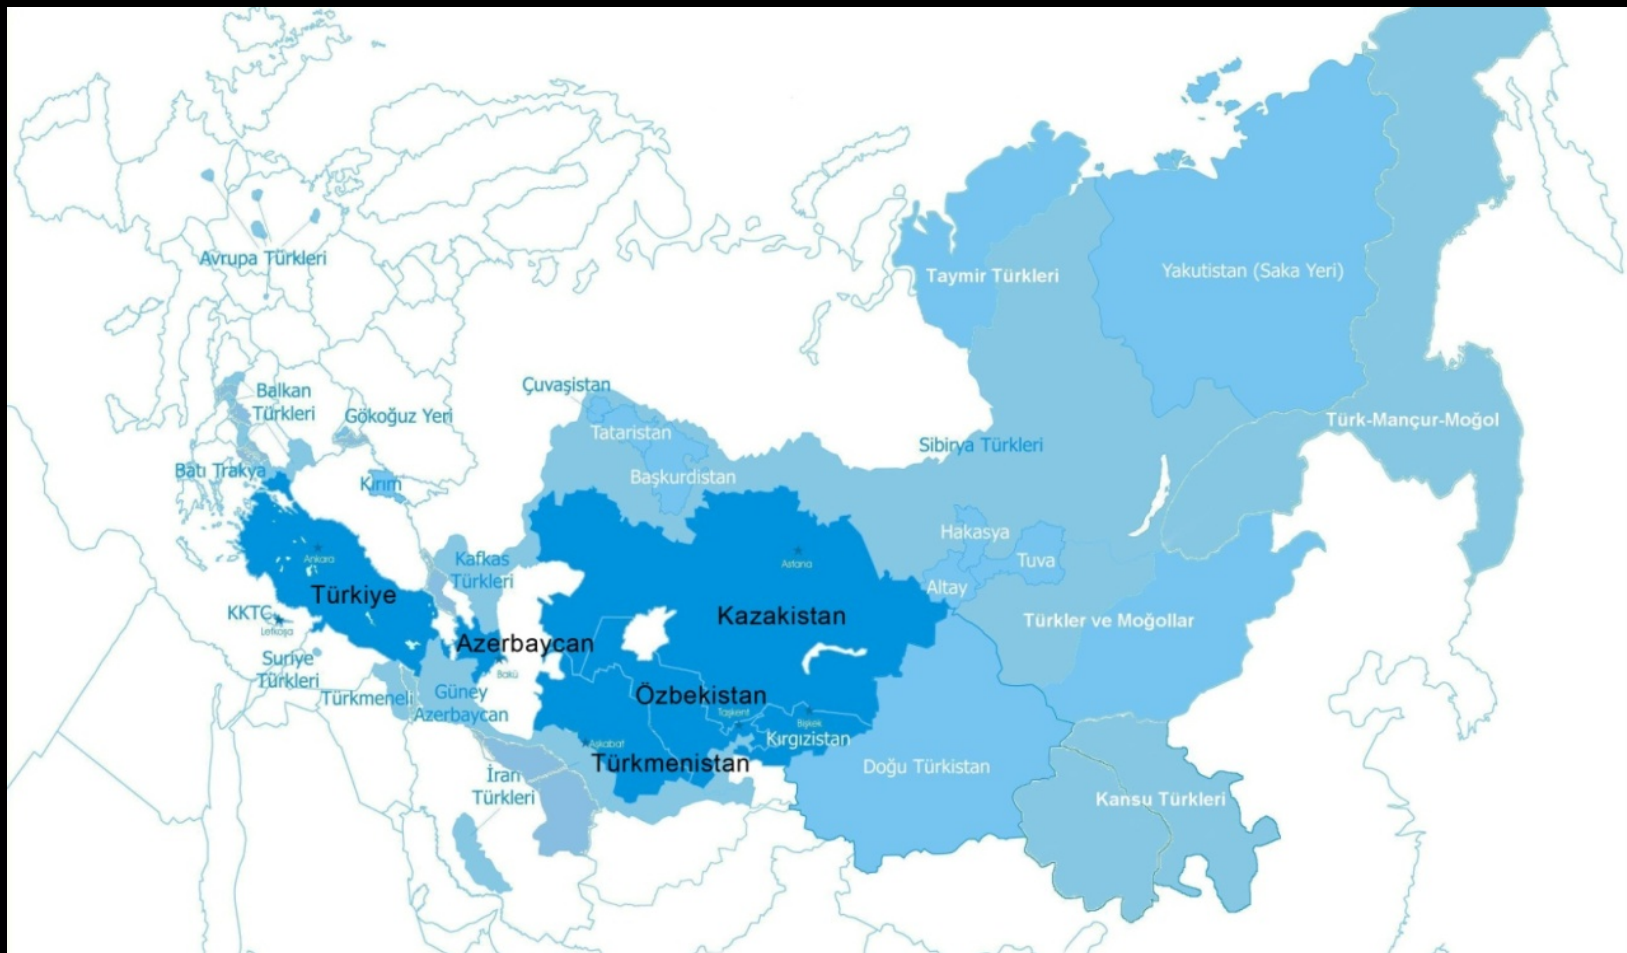 Avrupa Türkleri
Taymir Türkleri
Yakutistan (Saka Yeri)
Balkan
Türkleri
Gökoğuz Yeri
Çuvaşistan
Tataristan
Başkurdistan
Sibirya Türkleri
Türk-Mançur-Moğol
Batı Trakya
Kırım
Hakasya
Tuva
Altay
Kafkas
Türkleri
Ankara
Astana
Türkiye
Kazakistan
Türkler ve Moğollar
KKTC
Lefkoşa
Azerbaycan
Bakü
Suriye
Türkleri
Türkmeneli
Güney
Azerbaycan
Özbekistan
Taşkent
Bişkek
Kırgızistan
Aşkabat
Türkmenistan
Doğu Türkistan
İran
Türkleri
Kansu Türkleri